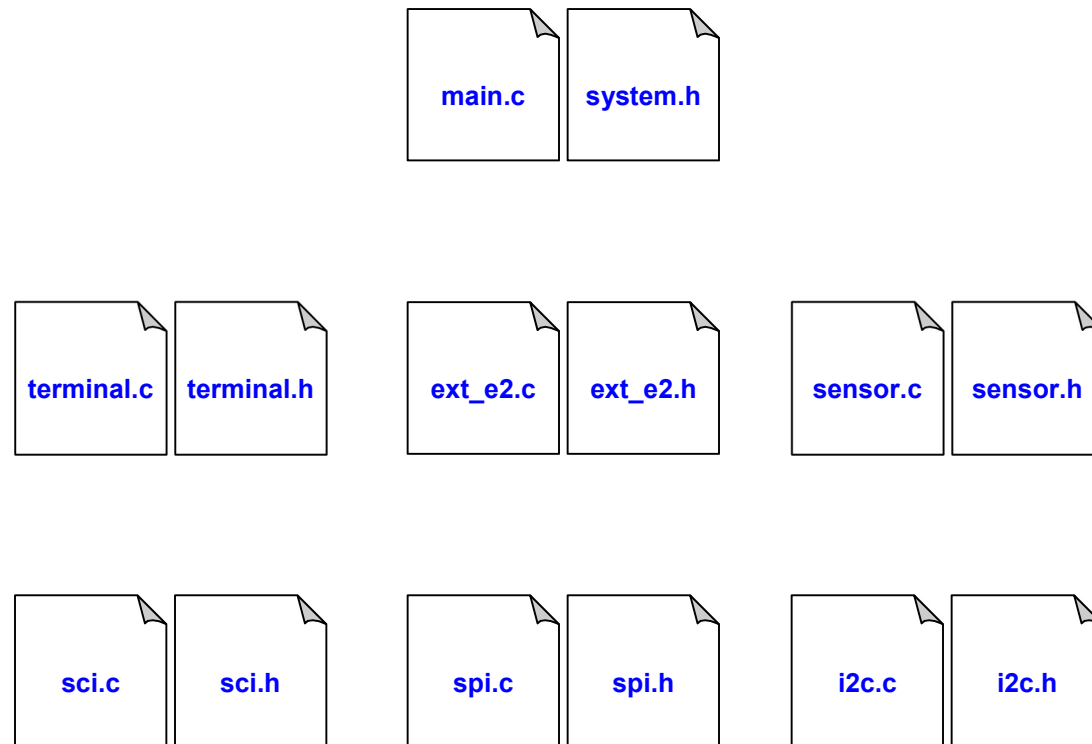 main.c system.h
terminal.c terminal.h ext_e2.c ext_e2.h sensor.c sensor.h
sci.c sci.h spi.c spi.h i2c.c i2c.h